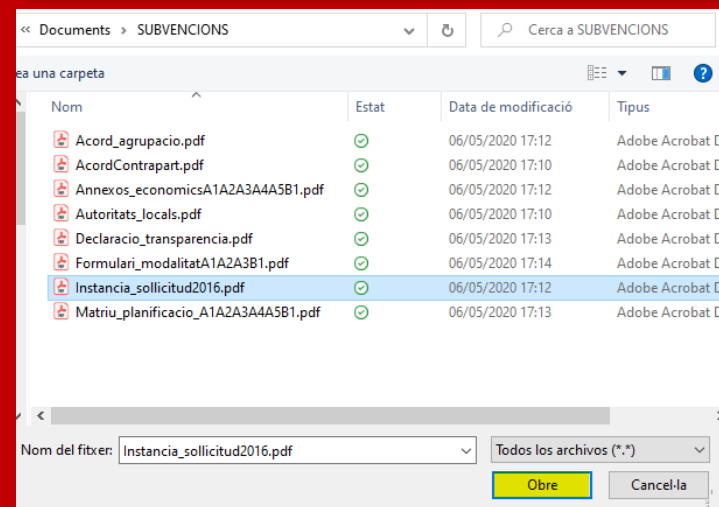 « Documents > SUBVENCIONS Cerca a SUBVENCIONS
ea una carpeta
Nom Estat Data de modificació Tipus
Acord_agrupacio.pdf 06/05/2020 17:12 Adobe Acrobat D
AcordContrapart.pdf 06/05/2020 17:10 Adobe Acrobat D
Annexos_economicsA1A2A3A4A5B1.pdf 06/05/2020 17:12 Adobe Acrobat D
Autoritats_locals.pdf 06/05/2020 17:10 Adobe Acrobat D
Declaracio_transparencia.pdf 06/05/2020 17:13 Adobe Acrobat D
Formulari_modalitatA1A2A3B1.pdf 06/05/2020 17:14 Adobe Acrobat D
Instancia_sollicitud2016.pdf 06/05/2020 17:12 Adobe Acrobat D
Matriu_planificacio_A1A2A3A4A5B1.pdf 06/05/2020 17:13 Adobe Acrobat D
Nom del fitxer: Instancia_sollicitud2016.pdf Todos los archivos (*.*)
Obre Cancel·la